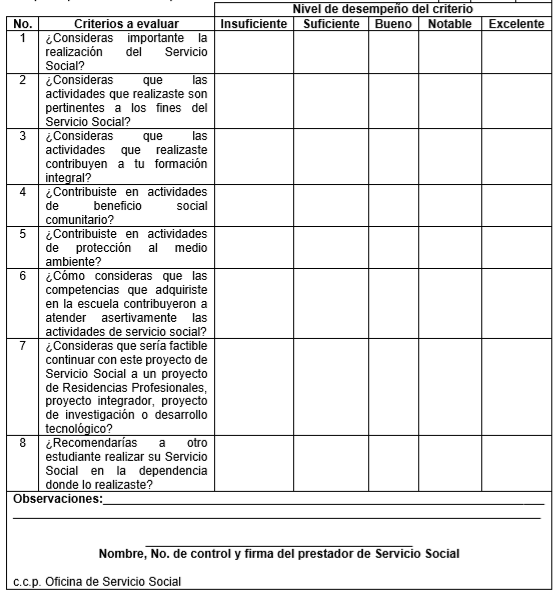 Nivel de desempeño del criterio
No. Criterios a evaluar Insuficiente Suficiente Bueno Notable Excelente
1 ¿Consideras importante la
realización del Servicio
Social?
2 ¿Consideras que las
actividades que realizaste son
pertinentes a los fines del
Servicio Social?
3 ¿Consideras que las
actividades que realizaste
contribuyen a tu formación
integral?
4 ¿Contribuiste en actividades
de beneficio social
comunitario?
5 ¿Contribuiste en actividades
de protección al medio
ambiente?
6 ¿Cómo consideras que las
competencias que adquiriste
en la escuela contribuyeron a
atender asertivamente las
actividades de servicio social?
7 ¿Consideras que sería factible
continuar con este proyecto de
Servicio Social a un proyecto
de Residencias Profesionales,
proyecto integrador, proyecto
de investigación o desarrollo
tecnológico?
8 ¿Recomendarías a otro
estudiante realizar su Servicio
Social en la dependencia
donde lo realizaste?
Observaciones:
Nombre, No. de control y firma del prestador de Servicio Social
c.c.p. Oficina de Servicio Social